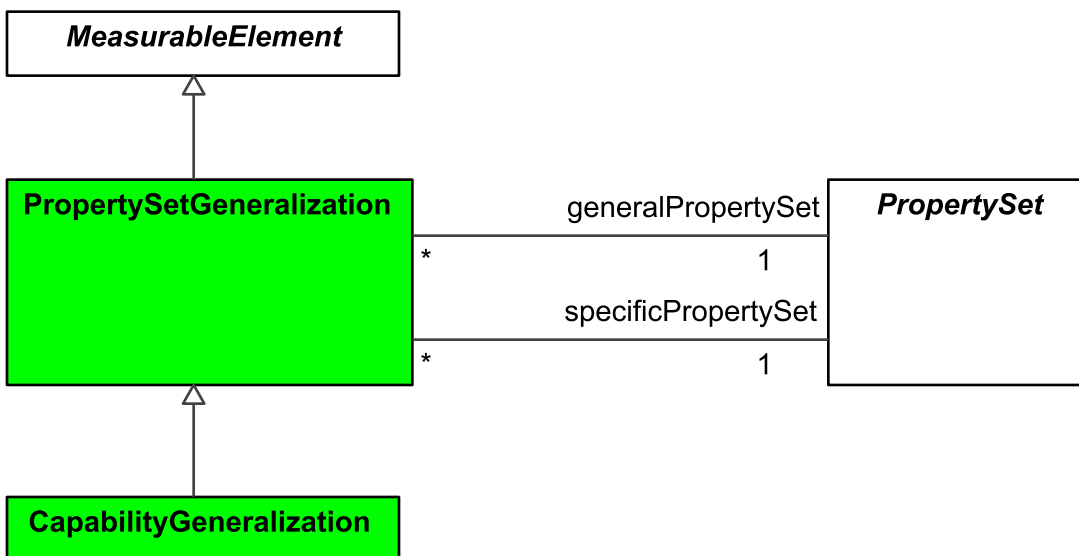 MeasurableElement
PropertySetGeneralization
generalPropertySet
PropertySet
*
1
specificPropertySet
*
1
CapabilityGeneralization